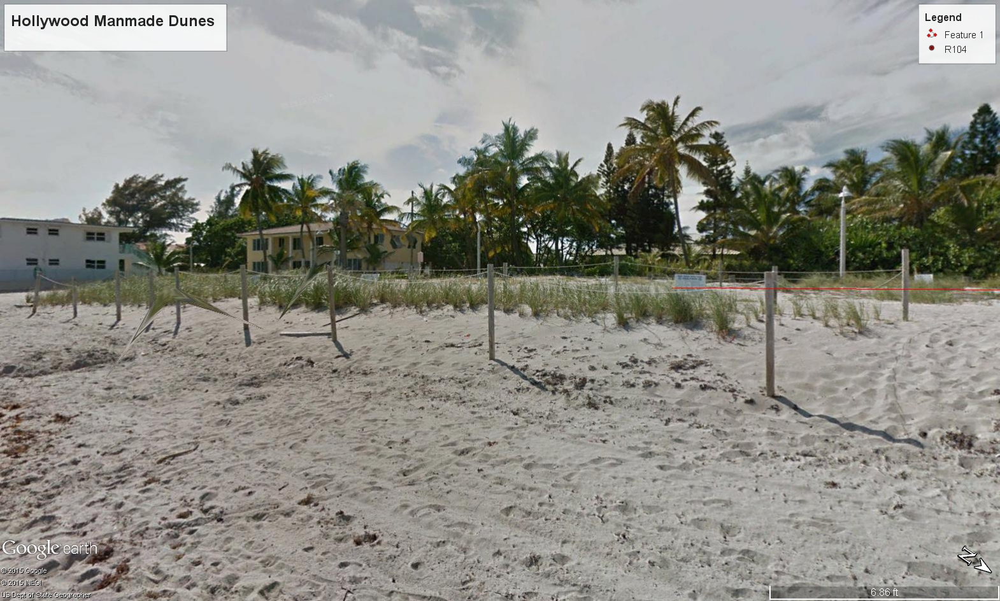 Hollywood Manmade Dunes
Legend
Feature 1
R104
Google earth
© 2015 Google
© 2015 INEGI
US Dept of State Geographer
N
6.86 ft